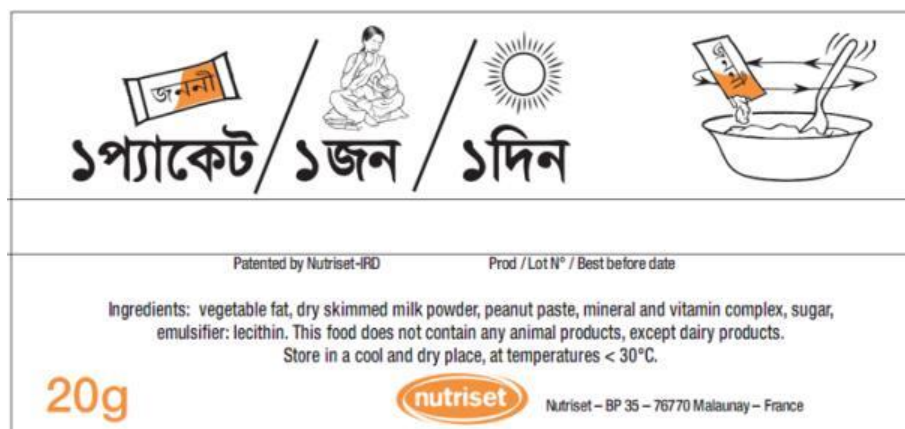 জননী
জননী
১প্যাকেট / ১জন / ১দিন
Patented by Nutriset-IRD
Prod / Lot N° / Best before date
Ingredients: vegetable fat, dry skimmed milk powder, peanut paste, mineral and vitamin complex, sugar,
emulsifier: lecithin. This food does not contain any animal products, except dairy products.
Store in a cool and dry place, at temperatures < 30°C.
20g
nutriset
Nutriset – BP 35 – 76770 Malaunay – France